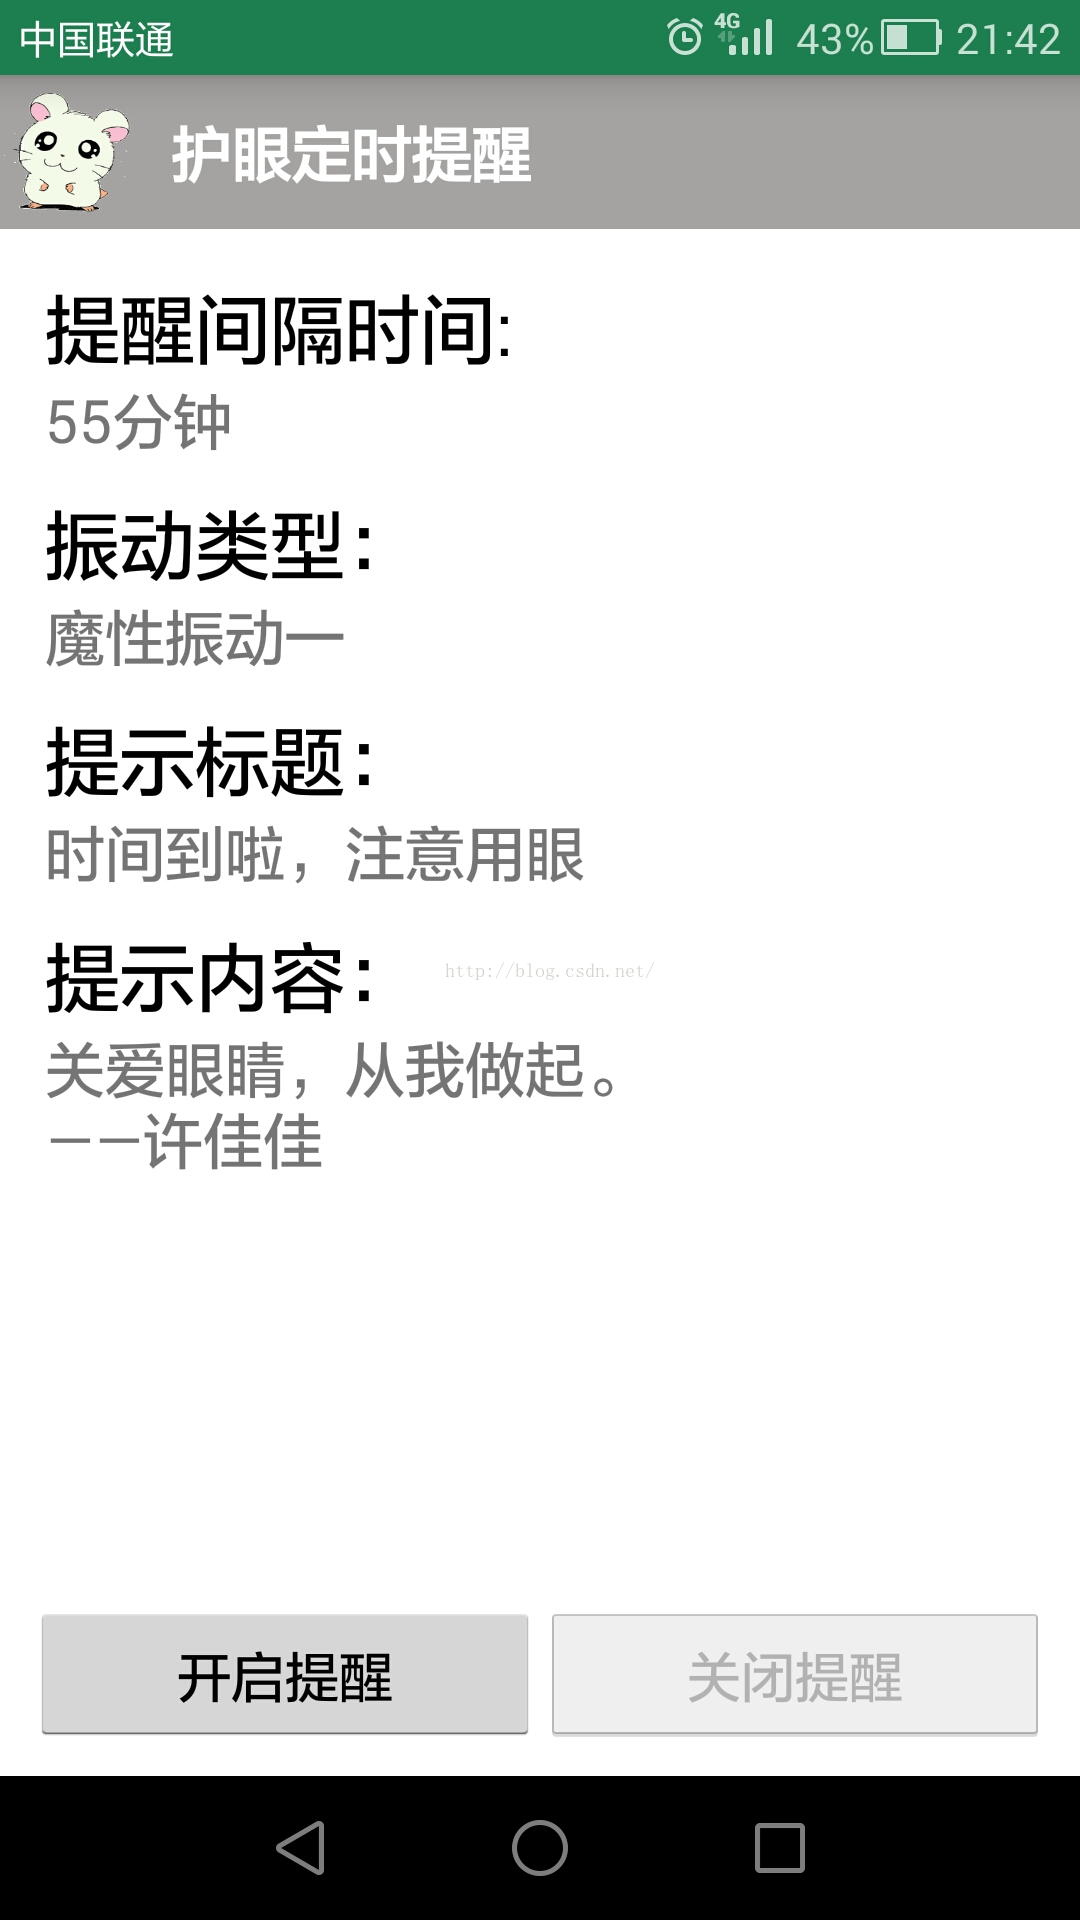 中国联通 4G 43% 21:42
护眼定时提醒
提醒间隔时间:
55分钟
振动类型：
魔性振动一
提示标题：
时间到啦，注意用眼
提示内容：
http://blog.csdn.net/
关爱眼睛，从我做起。
——许佳佳
开启提醒 关闭提醒